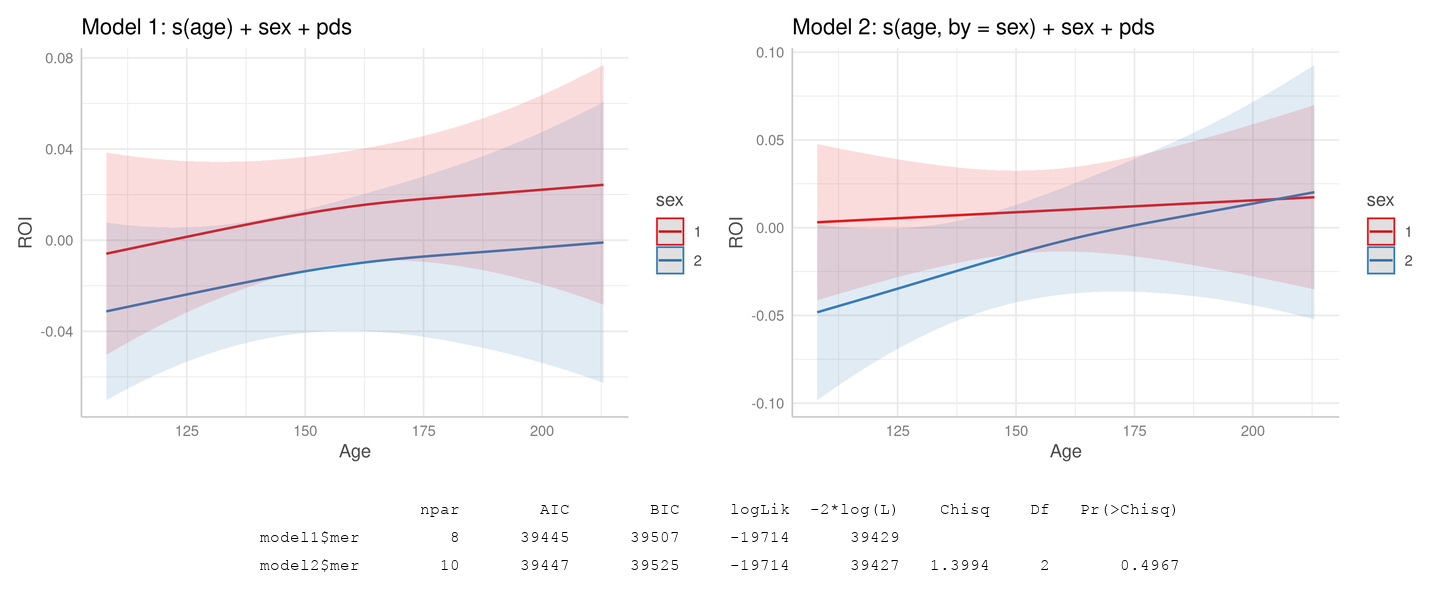 Model 1: s(age) + sex + pds
0.08
0.04
0.00
-0.04
ROI
125 150 175 200
Age
sex
1
2
Model 2: s(age, by = sex) + sex + pds
0.10
0.05
0.00
-0.05
-0.10
ROI
125 150 175 200
Age
sex
1
2
npar AIC BIC logLik -2*log(L) Chisq Df Pr(>Chisq)
model1$mer 8 39445 39507 -19714 39429
model2$mer 10 39447 39525 -19714 39427 1.3994 2 0.4967